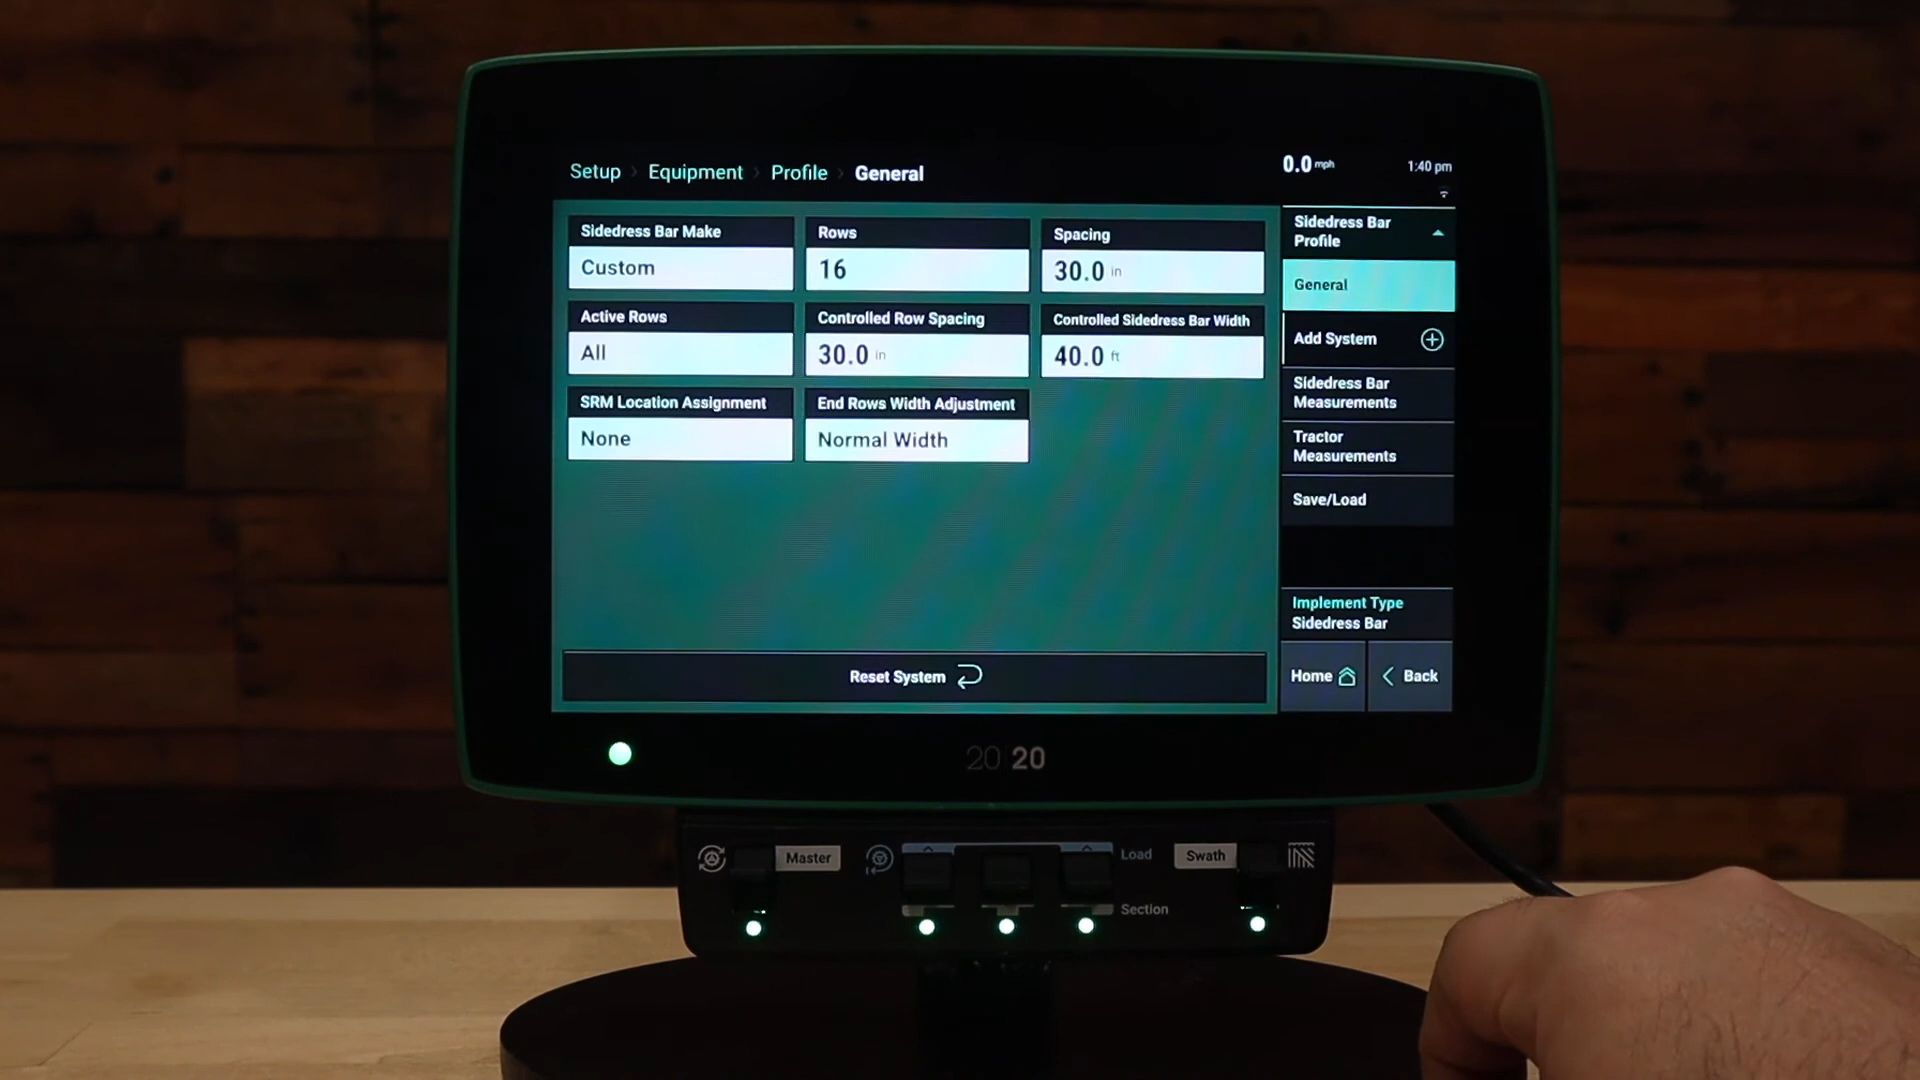 Setup > Equipment > Profile > General
0.0 mph
1:40 pm
Sidedress Bar Make
Custom
Rows
16
Spacing
30.0 in
Active Rows
All
Controlled Row Spacing
30.0 in
Controlled Sidedress Bar Width
40.0 ft
SRM Location Assignment
None
End Rows Width Adjustment
Normal Width
Reset System
Sidedress Bar
Profile
General
Add System
Sidedress Bar
Measurements
Tractor
Measurements
Save/Load
Implement Type
Sidedress Bar
Home
Back
20 20
Master
Load
Swath
Section